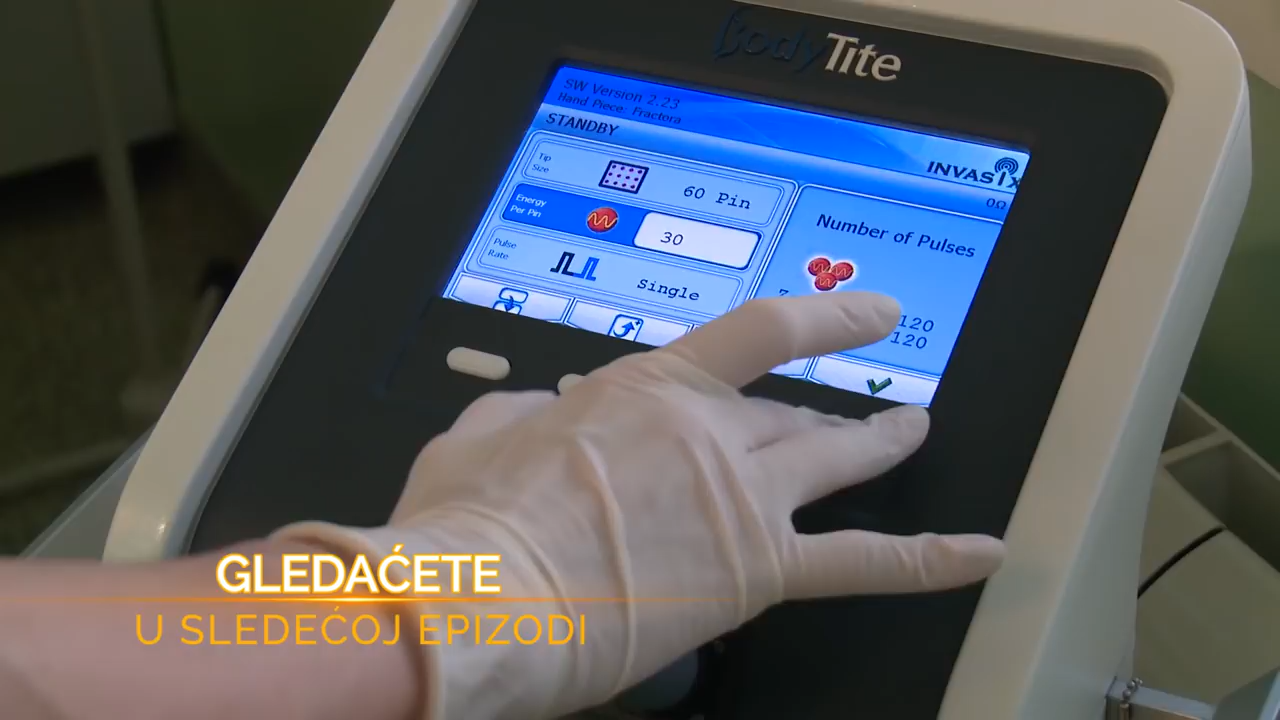 BodyTite
SW Version 2.23
Hand Piece: Fractora
STANDBY
INVASIX
0Ω
Tip
Size
60 Pin
Energy
Per Pin
30
Pulse
Rate
Single
Number of Pulses
120
120
GLEDAĆETE
U SLEDEĆOJ EPIZODI